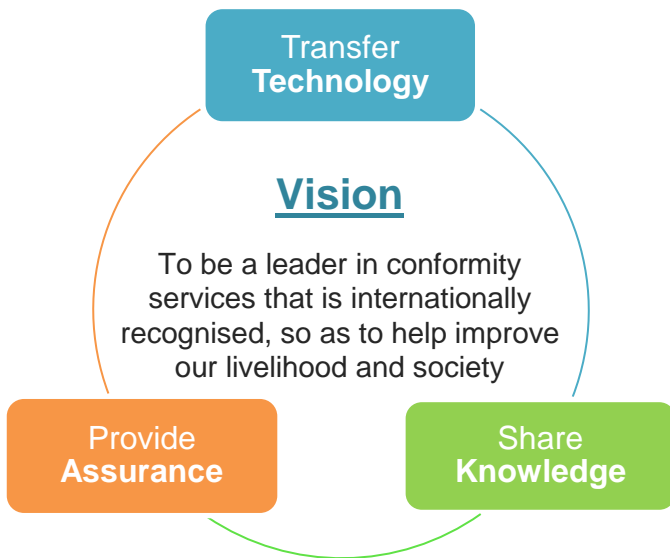 Transfer
Technology
Vision
To be a leader in conformity
services that is internationally
recognised, so as to help improve
our livelihood and society
Provide
Assurance
Share
Knowledge